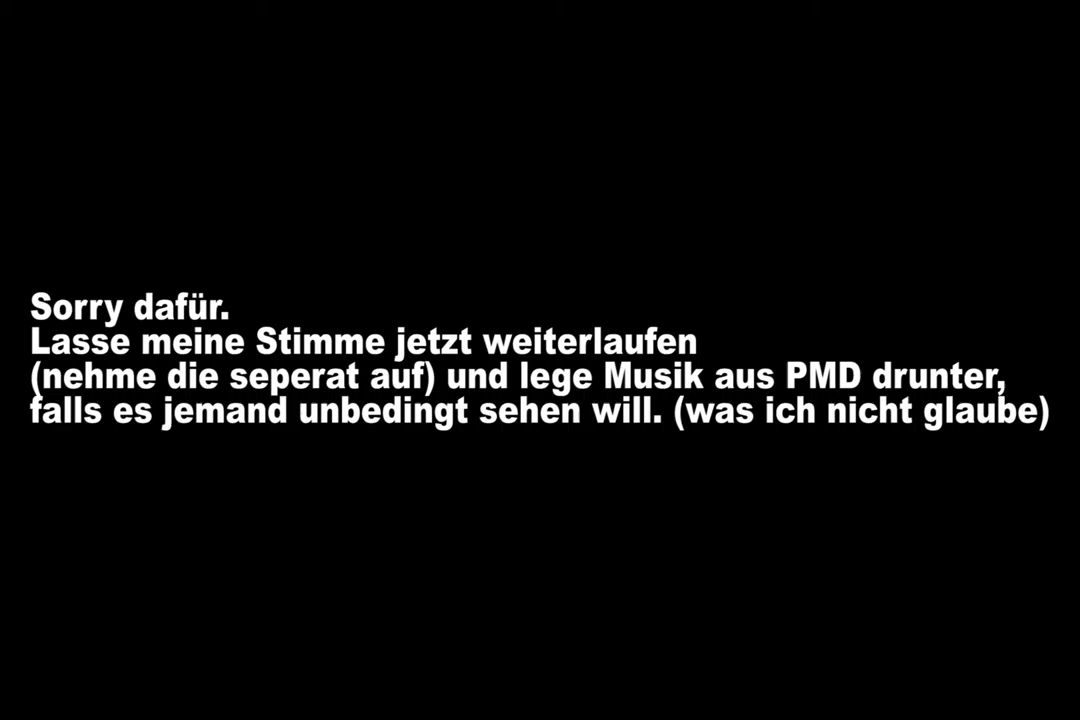 Sorry dafür.
Lasse meine Stimme jetzt weiterlaufen
(nehme die seperat auf) und lege Musik aus PMD drunter,
falls es jemand unbedingt sehen will. (was ich nicht glaube)